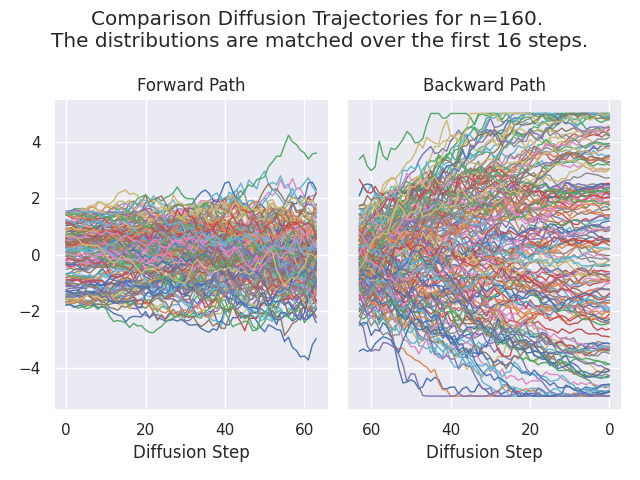 Comparison Diffusion Trajectories for n=160.
The distributions are matched over the first 16 steps.
Forward Path
Backward Path
4
2
0
−2
−4
0 20 40 60
60 40 20 0
Diffusion Step
Diffusion Step